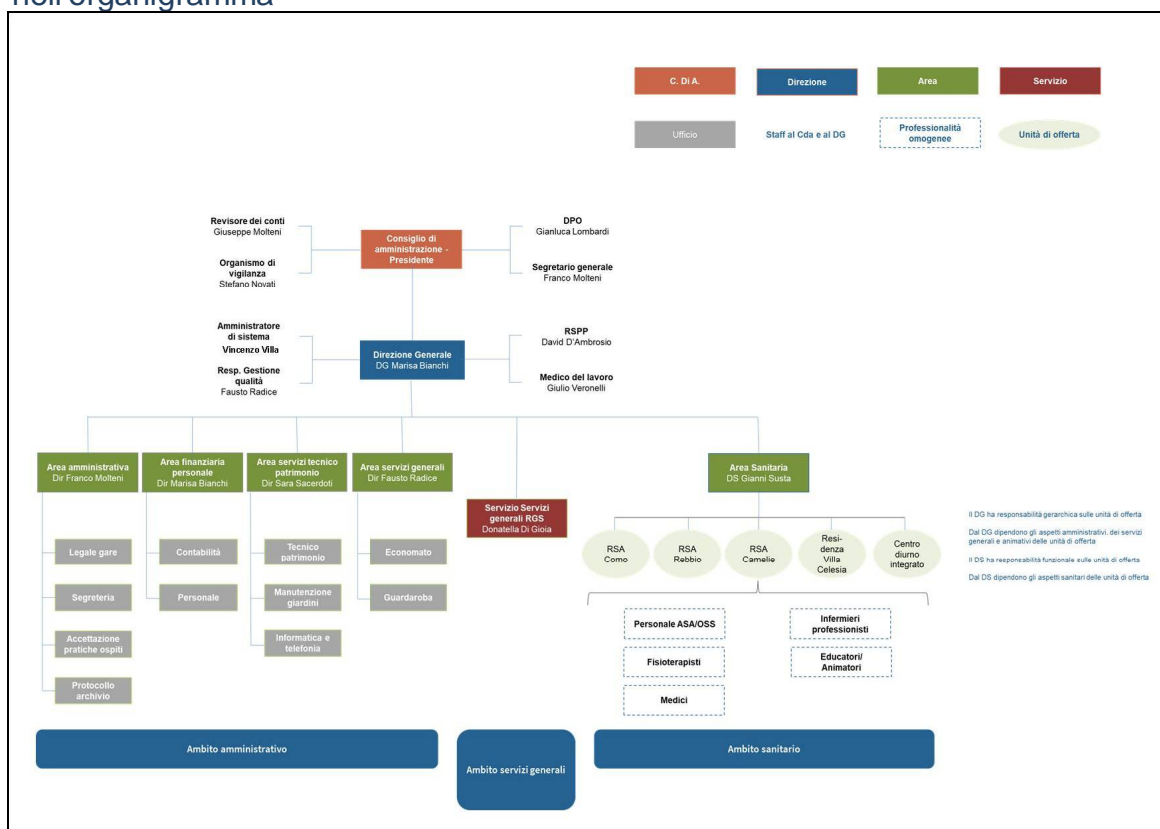 nell'organigramma
C. Di A.
Direzione
Area
Servizio
Ufficio
Staff al Cda e al DG
Professionalità
omogenee
Unità di offerta
Revisore dei conti
Giuseppe Molteni
Organismo di
vigilanza
Stefano Novati
Consiglio di
amministrazione -
Presidente
DPO
Gianluca Lombardi
Segretario generale
Franco Molteni
Amministratore
di sistema
Vincenzo Villa
Resp. Gestione
qualità
Fausto Radice
Direzione Generale
DG Marisa Bianchi
RSPP
David D'Ambrosio
Medico del lavoro
Giulio Veronelli
Area amministrativa
Dir Franco Molteni
Area finanziaria
personale
Dir Marisa Bianchi
Area servizi tecnico
patrimonio
Dir Sara Sacerdoti
Area servizi generali
Dir Fausto Radice
Servizio Servizi
generali RGS
Donatella Di Gioia
Area Sanitaria
DS Gianni Susta
Legale gare
Segreteria
Accettazione
pratiche ospiti
Protocollo
archivio
Contabilità
Personale
Tecnico
patrimonio
Manutenzione
giardini
Informatica e
telefonia
Economato
Guardaroba
RSA
Como
RSA
Rebbio
RSA
Camelie
Resi-
denza
Villa
Celesia
Centro
diurno
integrato
Il DG ha responsabilità gerarchica sulle unità di offerta
Dal DG dipendono gli aspetti amministrativi, dei servizi
generali e animativi delle unità di offerta
Il DS ha responsabilità funzionale sulle unità di offerta
Dal DS dipendono gli aspetti sanitari delle unità di offerta
Personale ASA/OSS
Fisioterapisti
Medici
Infermieri
professionisti
Educatori/
Animatori
Ambito amministrativo
Ambito servizi generali
Ambito sanitario